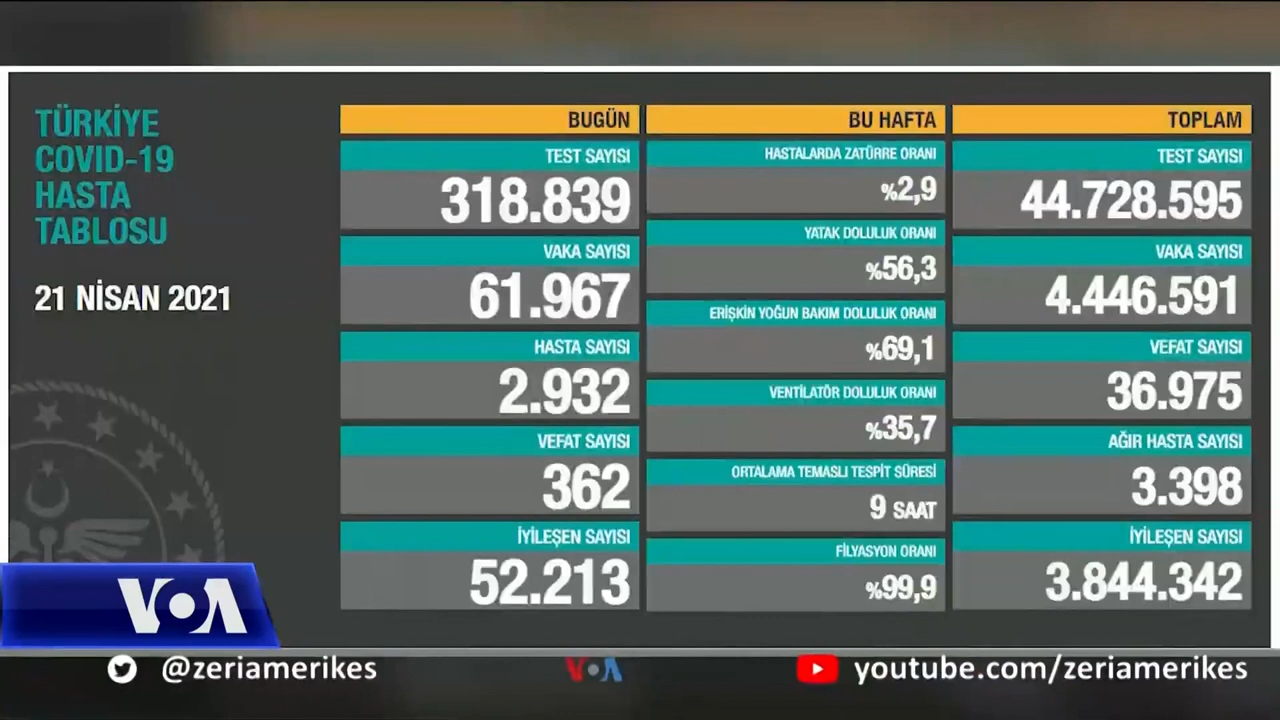 TÜRKİYE
COVID-19
HASTA
TABLOSU
21 NİSAN 2021
BUGÜN
TEST SAYISI
318.839
VAKA SAYISI
61.967
HASTA SAYISI
2.932
VEFAT SAYISI
362
İYİLEŞEN SAYISI
52.213
BU HAFTA
HASTALARDA ZATÜRRE ORANI
%2,9
YATAK DOLULUK ORANI
%56,3
ERİŞKİN YOĞUN BAKIM DOLULUK ORANI
%69,1
VENTİLATÖR DOLULUK ORANI
%35,7
ORTALAMA TEMASLI TESPİT SÜRESİ
9 SAAT
FİLYASYON ORANI
%99,9
TOPLAM
TEST SAYISI
44.728.595
VAKA SAYISI
4.446.591
VEFAT SAYISI
36.975
AĞIR HASTA SAYISI
3.398
İYİLEŞEN SAYISI
3.844.342
VOA
@zeriamerikes
VOA
youtube.com/zeriamerikes